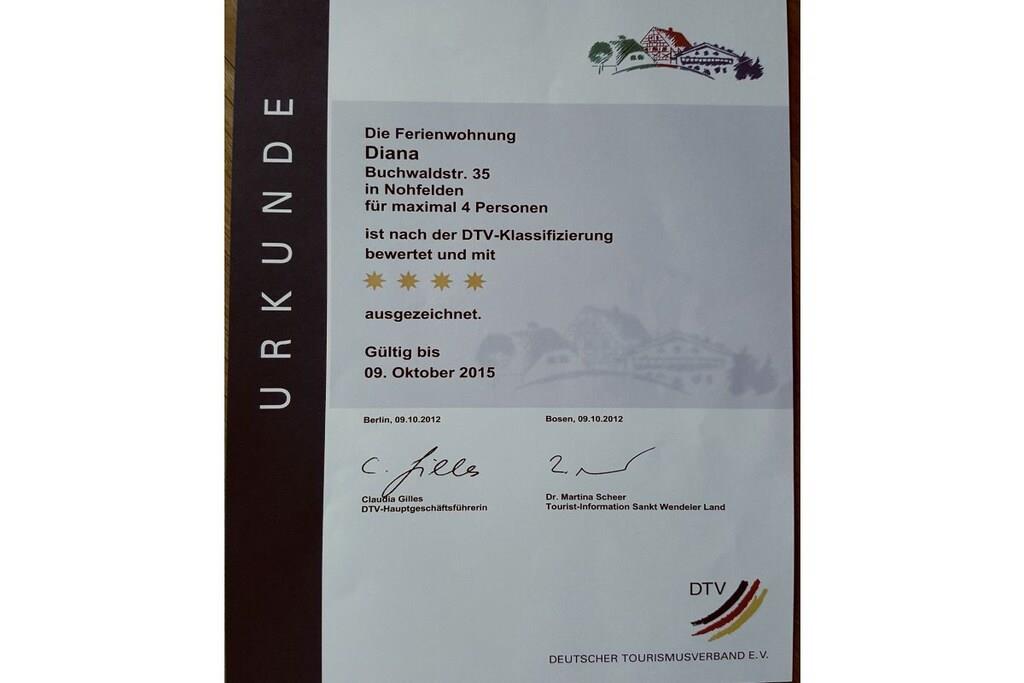 URKUNDE
Die Ferienwohnung
Diana
Buchwaldstr. 35
in Nohfelden
für maximal 4 Personen
ist nach der DTV-Klassifizierung
bewertet und mit
ausgezeichnet.
Gültig bis
09. Oktober 2015
Berlin, 09.10.2012
C. Gilles
Claudia Gilles
DTV-Hauptgeschäftsführerin
Bosen, 09.10.2012
Dr. Martina Scheer
Tourist-Information Sankt Wendeler Land
DTV
DEUTSCHER TOURISMUSVERBAND E.V.